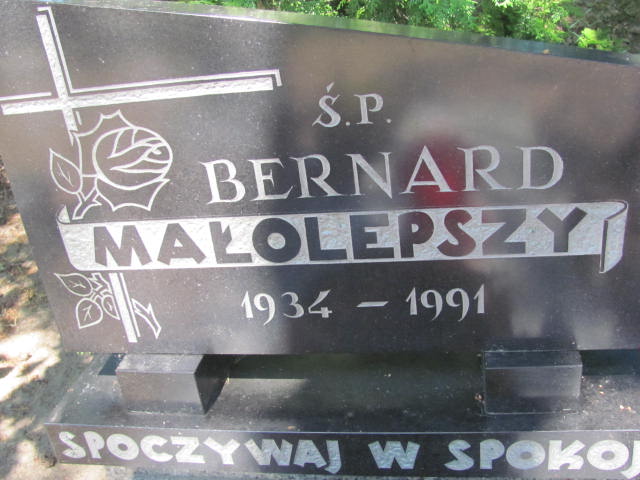 Ś.P.
BERNARD
MAŁOLEPSZY
1934 – 1991
SPOCZYWAJ W SPOKOJ